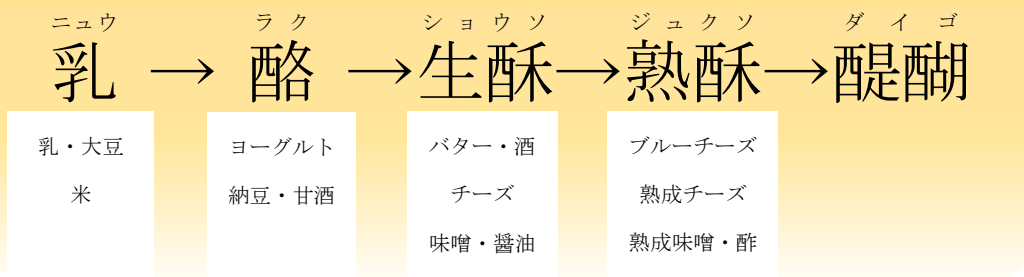 ニュウ ラク ショウソ ジュクソ ダイゴ
乳→酪→生酥→熟酥→醍醐
乳・大豆
米
ヨーグルト
納豆・甘酒
バター・酒
チーズ
味噌・醤油
ブルーチーズ
熟成チーズ
熟成味噌・酢